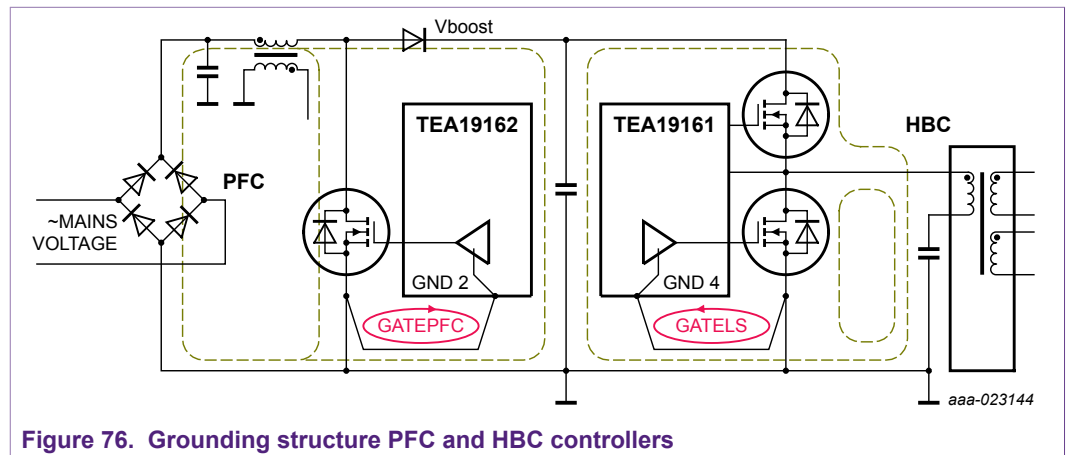 Vboost
TEA19162
TEA19161
HBC
PFC
~MAINS
VOLTAGE
GND 2
GND 4
GATEPFC
GATELS
aaa-023144
Figure 76. Grounding structure PFC and HBC controllers